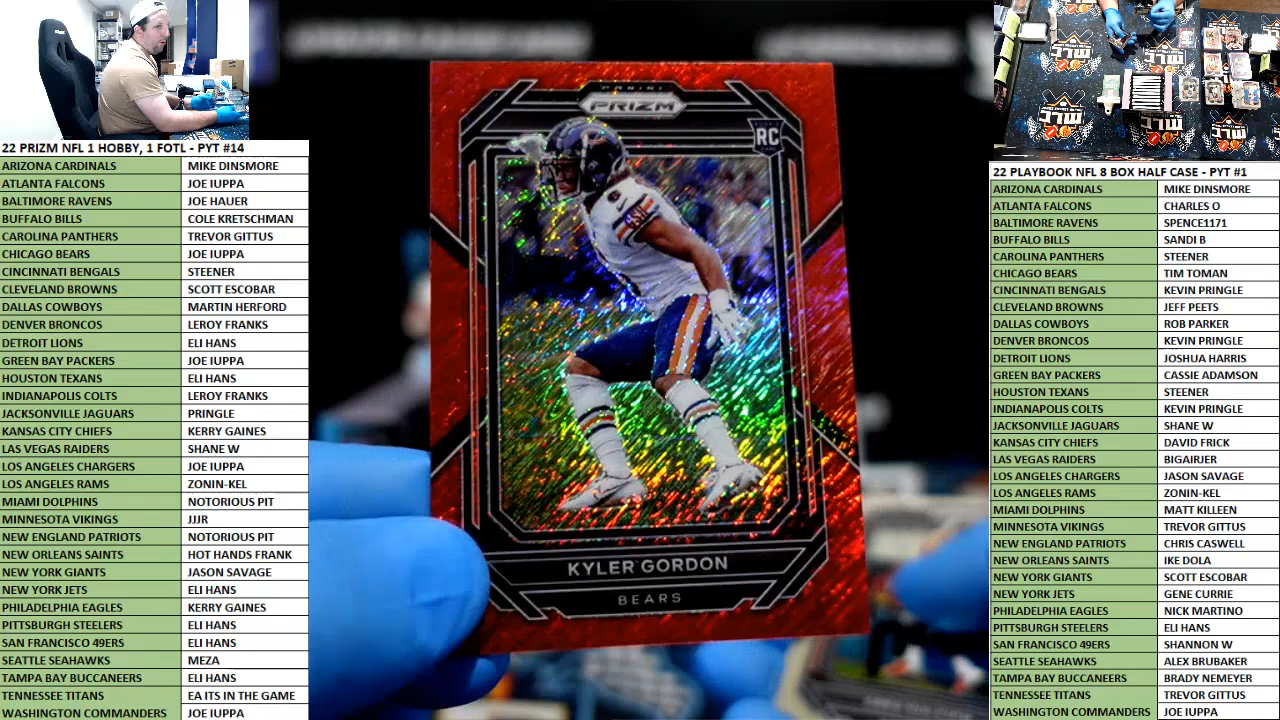 22 PRIZM NFL 1 HOBBY, 1 FOTL - PYT #14
ARIZONA CARDINALS MIKE DINSMORE
ATLANTA FALCONS JOE IUPPA
BALTIMORE RAVENS JOE HAUER
BUFFALO BILLS COLE KRETSCHMAN
CAROLINA PANTHERS TREVOR GITTUS
CHICAGO BEARS JOE IUPPA
CINCINNATI BENGALS STEENER
CLEVELAND BROWNS SCOTT ESCOBAR
DALLAS COWBOYS MARTIN HERFORD
DENVER BRONCOS LEROY FRANKS
DETROIT LIONS ELI HANS
GREEN BAY PACKERS JOE IUPPA
HOUSTON TEXANS ELI HANS
INDIANAPOLIS COLTS LEROY FRANKS
JACKSONVILLE JAGUARS PRINGLE
KANSAS CITY CHIEFS KERRY GAINES
LAS VEGAS RAIDERS SHANE W
LOS ANGELES CHARGERS JOE IUPPA
LOS ANGELES RAMS ZONIN-KEL
MIAMI DOLPHINS NOTORIOUS PIT
MINNESOTA VIKINGS JJJR
NEW ENGLAND PATRIOTS NOTORIOUS PIT
NEW ORLEANS SAINTS HOT HANDS FRANK
NEW YORK GIANTS JASON SAVAGE
NEW YORK JETS ELI HANS
PHILADELPHIA EAGLES KERRY GAINES
PITTSBURGH STEELERS ELI HANS
SAN FRANCISCO 49ERS ELI HANS
SEATTLE SEAHAWKS MEZA
TAMPA BAY BUCCANEERS ELI HANS
TENNESSEE TITANS EA ITS IN THE GAME
WASHINGTON COMMANDERS JOE IUPPA
PANINI
PRIZM
ROOKIE
RC
KYLER GORDON
BEARS
22 PLAYBOOK NFL 8 BOX HALF CASE - PYT #1
ARIZONA CARDINALS MIKE DINSMORE
ATLANTA FALCONS CHARLES O
BALTIMORE RAVENS SPENCE1171
BUFFALO BILLS SANDI B
CAROLINA PANTHERS STEENER
CHICAGO BEARS TIM TOMAN
CINCINNATI BENGALS KEVIN PRINGLE
CLEVELAND BROWNS JEFF PEETS
DALLAS COWBOYS ROB PARKER
DENVER BRONCOS KEVIN PRINGLE
DETROIT LIONS JOSHUA HARRIS
GREEN BAY PACKERS CASSIE ADAMSON
HOUSTON TEXANS STEENER
INDIANAPOLIS COLTS KEVIN PRINGLE
JACKSONVILLE JAGUARS SHANE W
KANSAS CITY CHIEFS DAVID FRICK
LAS VEGAS RAIDERS BIGAIRJER
LOS ANGELES CHARGERS JASON SAVAGE
LOS ANGELES RAMS ZONIN-KEL
MIAMI DOLPHINS MATT KILLEEN
MINNESOTA VIKINGS TREVOR GITTUS
NEW ENGLAND PATRIOTS CHRIS CASWELL
NEW ORLEANS SAINTS IKE DOLA
NEW YORK GIANTS SCOTT ESCOBAR
NEW YORK JETS GENE CURRIE
PHILADELPHIA EAGLES NICK MARTINO
PITTSBURGH STEELERS ELI HANS
SAN FRANCISCO 49ERS SHANNON W
SEATTLE SEAHAWKS ALEX BRUBAKER
TAMPA BAY BUCCANEERS BRADY NEMEYER
TENNESSEE TITANS TREVOR GITTUS
WASHINGTON COMMANDERS JOE IUPPA